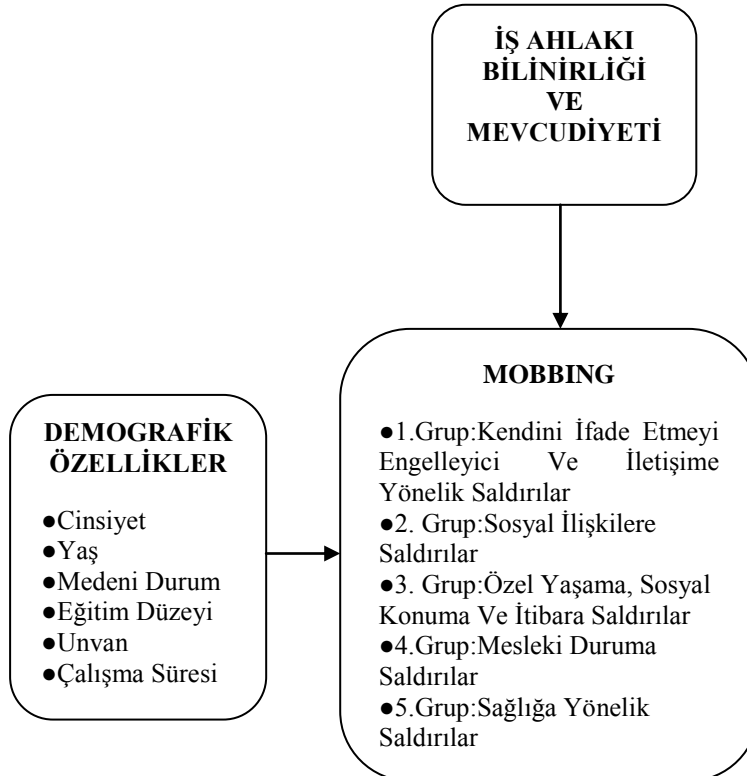 İŞ AHLAKI
BİLİNİRLİĞİ
VE
MEVCUDİYETİ
DEMOGRAFİK
ÖZELLİKLER
●Cinsiyet
●Yaş
●Medeni Durum
●Eğitim Düzeyi
●Unvan
●Çalışma Süresi
MOBBING
●1.Grup:Kendini İfade Etmeyi
Engelleyici Ve İletişime
Yönelik Saldırılar
●2. Grup:Sosyal İlişkilere
Saldırılar
●3. Grup:Özel Yaşama, Sosyal
Konuma Ve İtibara Saldırılar
●4.Grup:Mesleki Duruma
Saldırılar
●5.Grup:Sağlığa Yönelik
Saldırılar